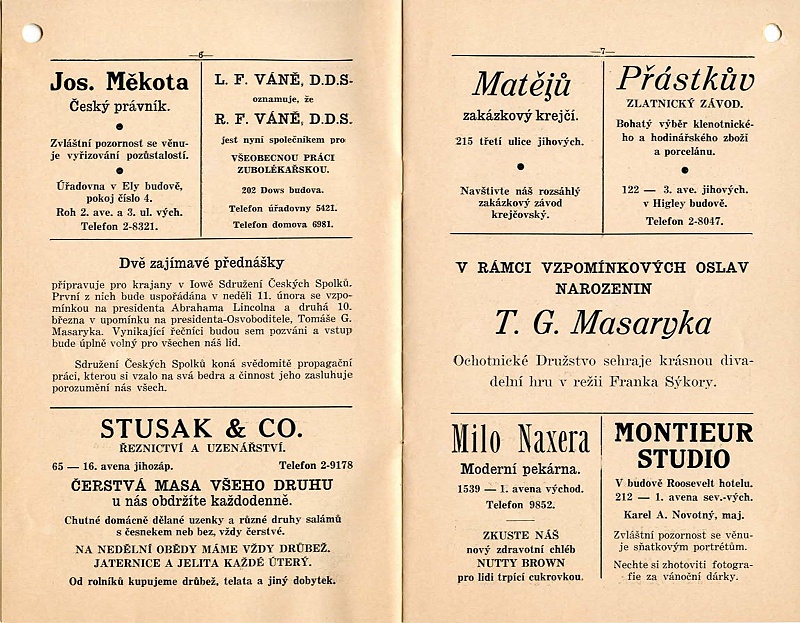 —6—
Jos. Měkota
Český právník.
Zvláštní pozornost se věnu-
je vyřizování pozůstalostí.
Úřadovna v Ely budově,
pokoj číslo 4.
Roh 2. ave. a 3. ul. vých.
Telefon 2-8321.
L. F. VÁNĚ, D.D.S-
oznamuje, že
R. F. VÁNĚ, D.D.S.
jest nyní společníkem pro
VŠEOBECNOU PRÁCI
ZUBOLÉKAŘSKOU.
202 Dows budova.
Telefon úřadovny 5421.
Telefon domova 6981.
Dvě zajímavé přednášky
připravuje pro krajany v Iowě Sdružení Českých Spolků.
První z nich bude uspořádána v neděli 11. února se vzpo-
mínkou na presidenta Abrahama Lincolna a druhá 10.
března v upomínku na presidenta-Osvoboditele, Tomáše G.
Masaryka. Vynikající řečníci budou sem pozváni a vstup
bude úplně volný pro všechen náš lid.
Sdružení Českých Spolků koná svědomitě propagační
práci, kterou si vzalo na svá bedra a činnost jeho zasluhuje
porozumění nás všech.
STUSAK & CO.
ŘEZNICTVÍ A UZENÁŘSTVÍ.
65 — 16. avena jihozáp. Telefon 2-9178
ČERSTVÁ MASA VŠEHO DRUHU
u nás obdržíte každodenně.
Chutné domácně dělané uzenky a různé druhy salámů
s česnekem neb bez, vždy čerstvé.
NA NEDĚLNÍ OBĚDY MÁME VŽDY DRŮBEŽ.
JATERNICE A JELITA KAŽDÉ ÚTERÝ.
Od rolníků kupujeme drůbež, telata a jiný dobytek.
—7—
Matějů
zakázkový krejčí.
215 třetí ulice jihových.
Navštivte náš rozsáhlý
zakázkový závod
krejčovský.
Přástkův
ZLATNICKÝ ZÁVOD.
Bohatý výběr klenotnické-
ho a hodinářského zboží
a porcelánu.
122 — 3. ave. jihových.
v Higley budově.
Telefon 2-8047.
V RÁMCI VZPOMÍNKOVÝCH OSLAV
NAROZENIN
T. G. Masaryka
Ochotnické Družstvo sehraje krásnou diva-
delní hru v režii Franka Sýkory.
Milo Naxera
Moderní pekárna.
1539 — 1. avena východ.
Telefon 9852.
ZKUSTE NÁŠ
nový zdravotní chléb
NUTTY BROWN
pro lidi trpící cukrovkou.
MONTIEUR
STUDIO
V budově Roosevelt hotelu.
212 — 1. avena sev.-vých.
Karel A. Novotný, maj.
Zvláštní pozornost se věnu-
je sňatkovým portrétům.
Nechte si zhotoviti fotogra-
fie za vánoční dárky.